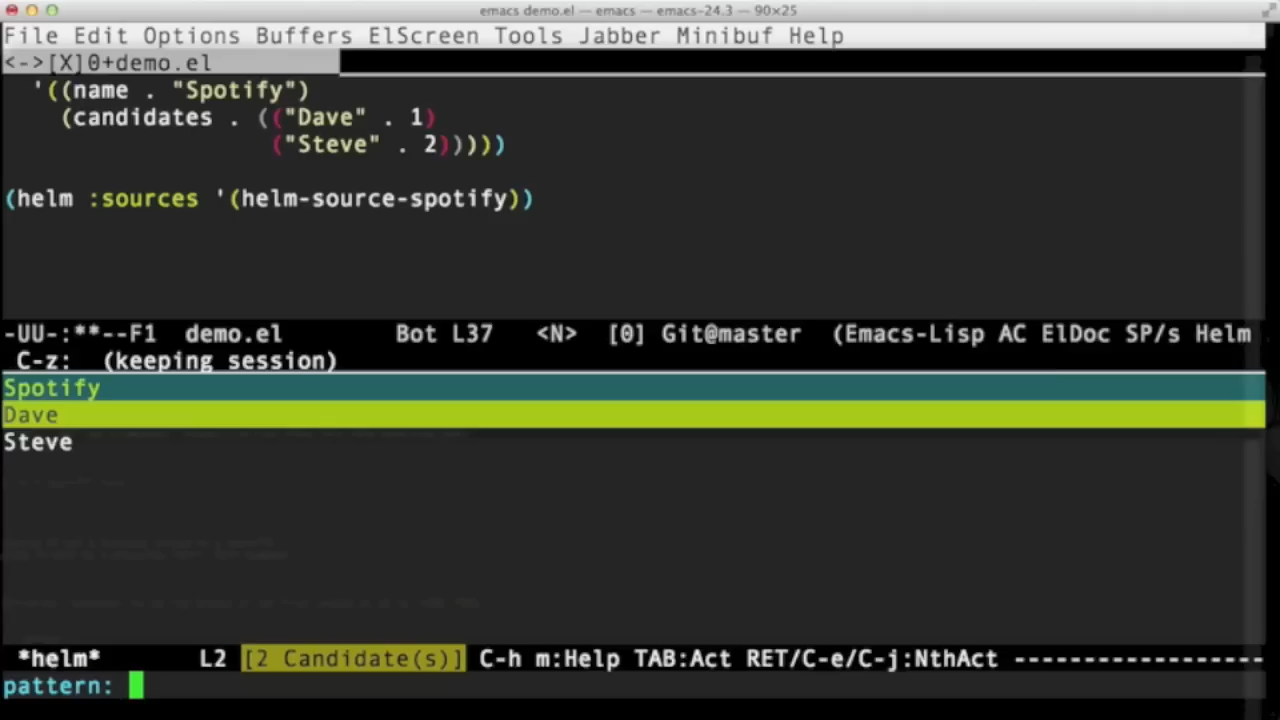 emacs demo.el — emacs — emacs-24.3 — 90×25
File Edit Options Buffers ElScreen Tools Jabber Minibuf Help
<->[X]0+demo.el
'((name . "Spotify")
(candidates . (("Dave" . 1)
("Steve" . 2)))))
(helm :sources '(helm-source-spotify))
-UU-:**--F1 demo.el Bot L37 <N> [0] Git@master (Emacs-Lisp AC ElDoc SP/s Helm
C-z: (keeping session)
Spotify
Dave
Steve
*helm* L2 [2 Candidate(s)] C-h m:Help TAB:Act RET/C-e/C-j:NthAct ------------------
pattern: